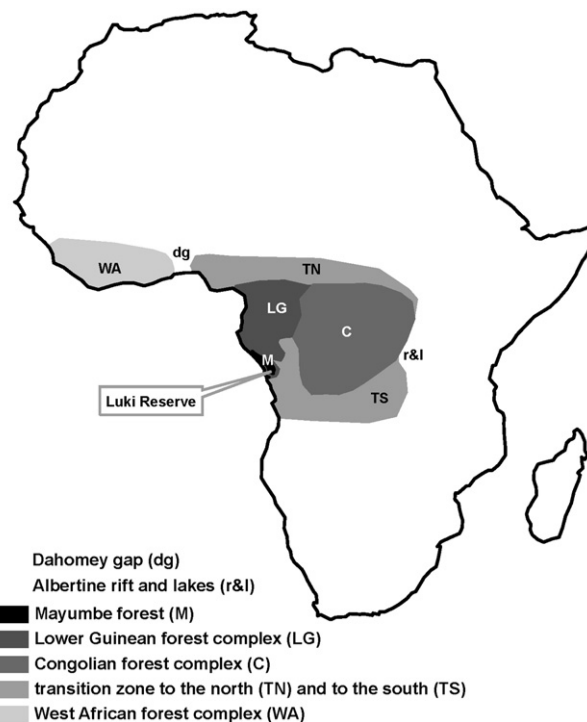 dg
WA
TN
LG
C
r&l
M
Luki Reserve
TS
Dahomey gap (dg)
Albertine rift and lakes (r&l)
Mayumbe forest (M)
Lower Guinean forest complex (LG)
Congolian forest complex (C)
transition zone to the north (TN) and to the south (TS)
West African forest complex (WA)